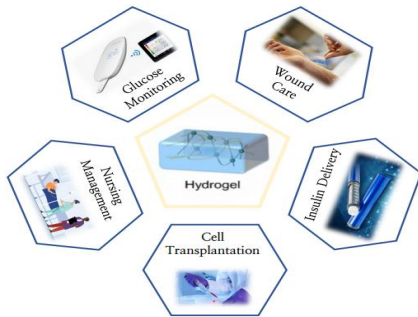 Glucose
Monitoring
Wound
Care
Nursing
Management
Hydrogel
Insulin Delivery
Cell
Transplantation